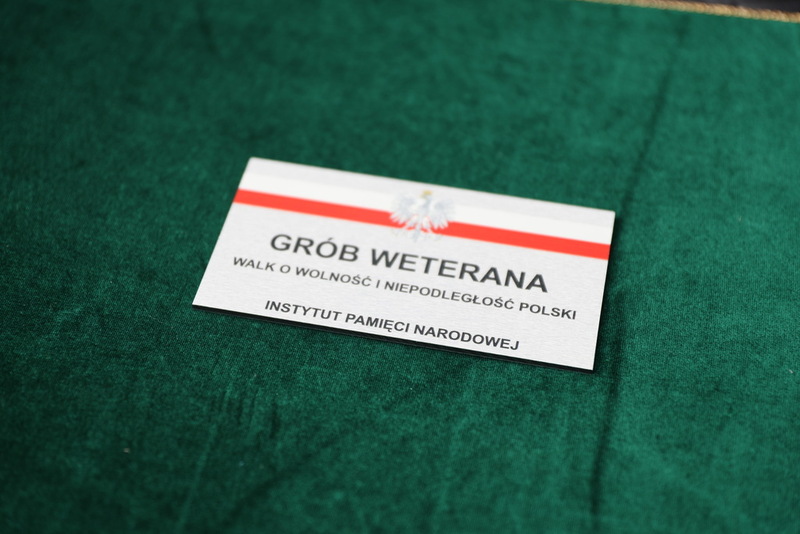 GRÓB WETERANA
WALK O WOLNOŚĆ I NIEPODLEGŁOŚĆ POLSKI
INSTYTUT PAMIĘCI NARODOWEJ